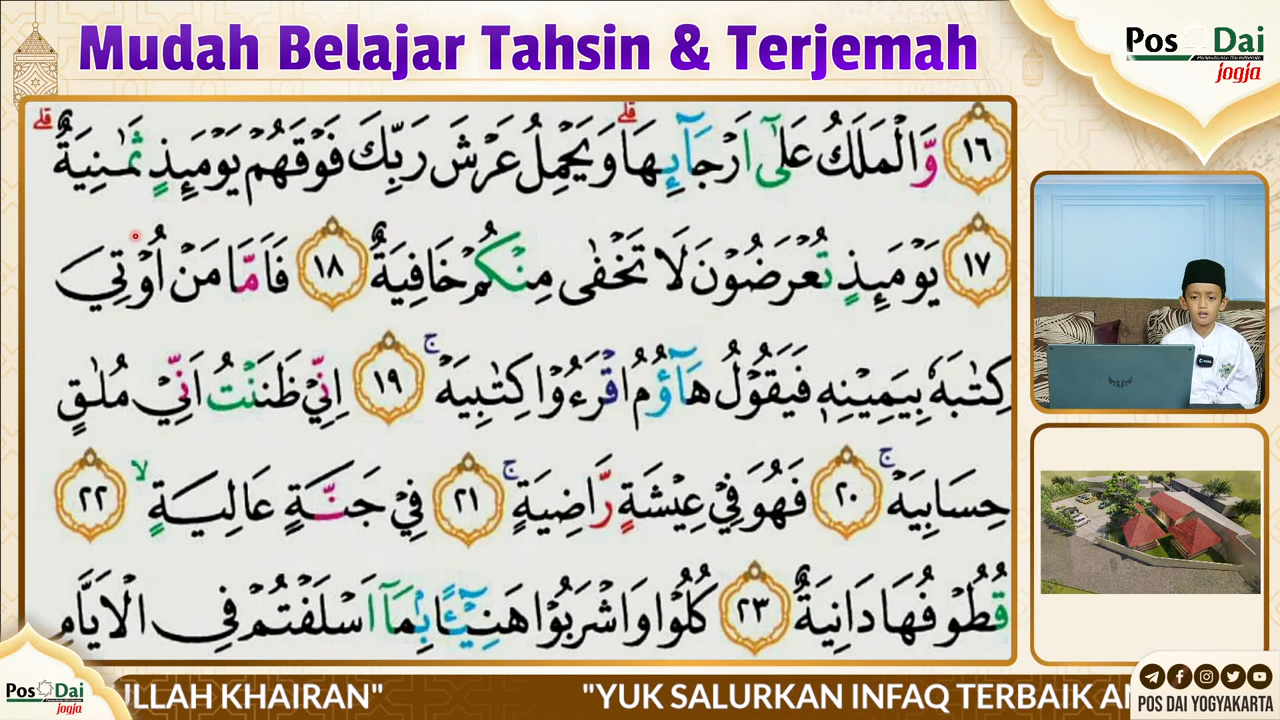 Mudah Belajar Tahsin & Terjemah
Pos Dai
jogja
١٦ وَّالْمَلَكُ عَلٰٓى اَرْجَاۤىِٕهَاۗ وَيَحْمِلُ عَرْشَ رَبِّكَ فَوْقَهُمْ يَوْمَىِٕذٍ ثَمٰنِيَةٌ ۗ
١٧ يَوْمَىِٕذٍ تُعْرَضُوْنَ لَا تَخْفٰى مِنْكُمْ خَافِيَةٌ ١٨ فَاَمَّا مَنْ اُوْتِيَ
كِتٰبَهٗ بِيَمِيْنِهٖ فَيَقُوْلُ هَاۤؤُمُ اقْرَءُوْا كِتٰبِيَهْۚ ١٩ اِنِّيْ ظَنَنْتُ اَنِّيْ مُلٰقٍ
حِسَابِيَهْۚ ٢٠ فَهُوَ فِيْ عِيْشَةٍ رَّاضِيَةٍۚ ٢١ فِيْ جَنَّةٍ عَالِيَةٍۙ ٢٢
قُطُوْفُهَا دَانِيَةٌ ٢٣ كُلُوْا وَاشْرَبُوْا هَنِيْۤـًٔا ۢبِمَآ اَسْلَفْتُمْ فِى الْاَيَّامِ
Pos Dai
jogja
ULLAH KHAIRAN" "YUK SALURKAN INFAQ TERBAIK AN
POS DAI YOGYAKARTA